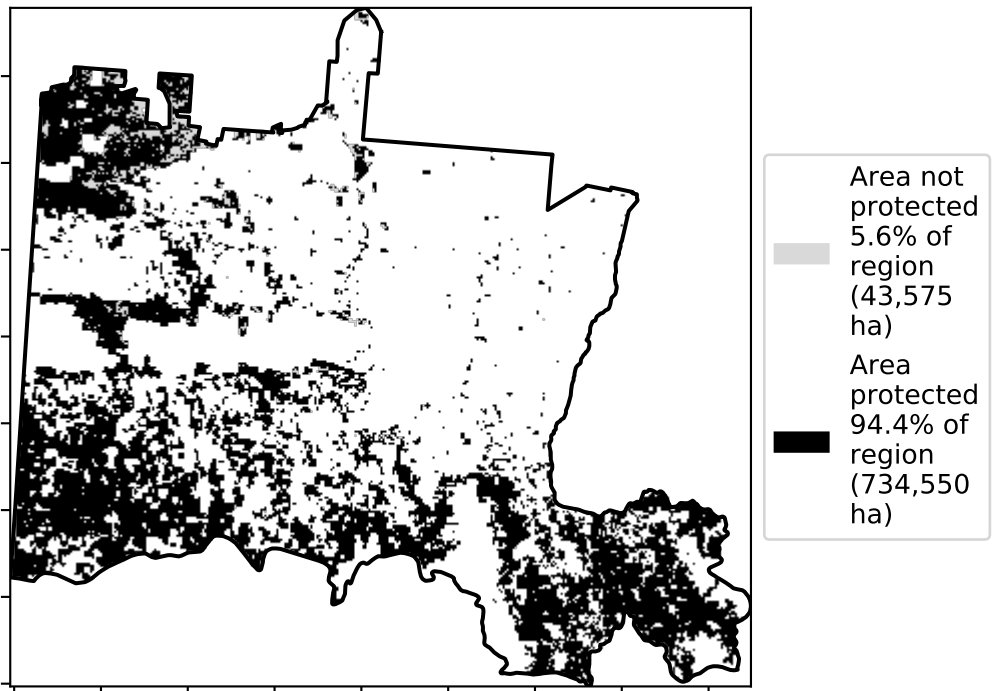 Area not
protected
5.6% of
region
(43,575
ha)
Area
protected
94.4% of
region
(734,550
ha)